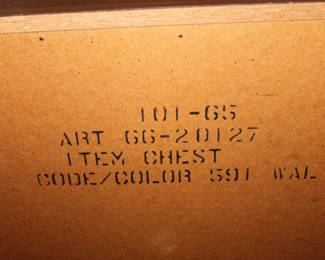 101-65
ART 66-20127
ITEM CHEST
CODE/COLOR 591 WAL